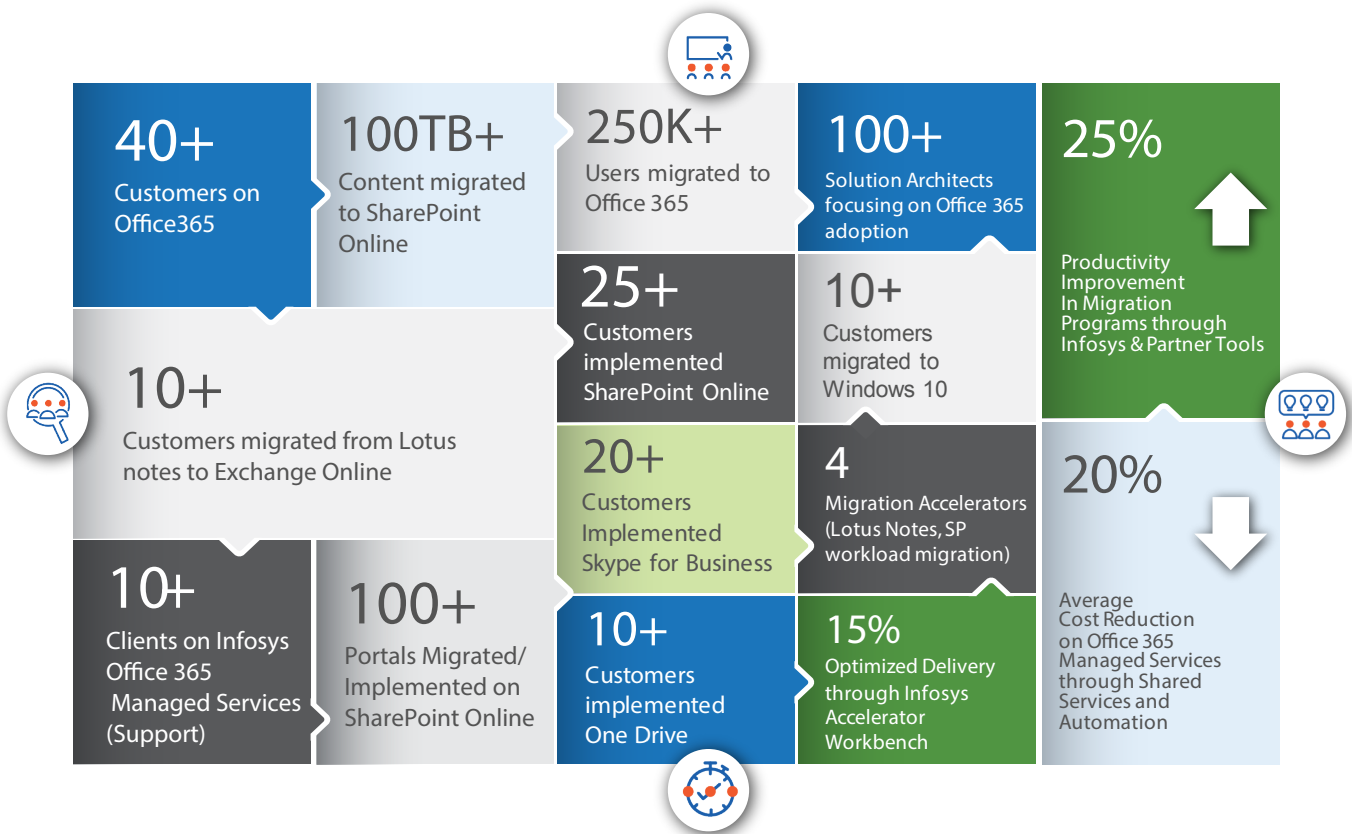 40+
Customers on
Office365
100TB+
Content migrated
to SharePoint
Online
250K+
Users migrated to
Office 365
100+
Solution Architects
focusing on Office 365
adoption
25%
Productivity
Improvement
In Migration
Programs through
Infosys & Partner Tools
10+
Customers migrated from Lotus
notes to Exchange Online
25+
Customers
implemented
SharePoint Online
10+
Customers
migrated to
Windows 10
20+
Customers
Implemented
Skype for Business
4
Migration Accelerators
(Lotus Notes, SP
workload migration)
20%
Average
Cost Reduction
on Office 365
Managed Services
through Shared
Services and
Automation
10+
Clients on Infosys
Office 365
Managed Services
(Support)
100+
Portals Migrated/
Implemented on
SharePoint Online
10+
Customers
implemented
One Drive
15%
Optimized Delivery
through Infosys
Accelerator
Workbench